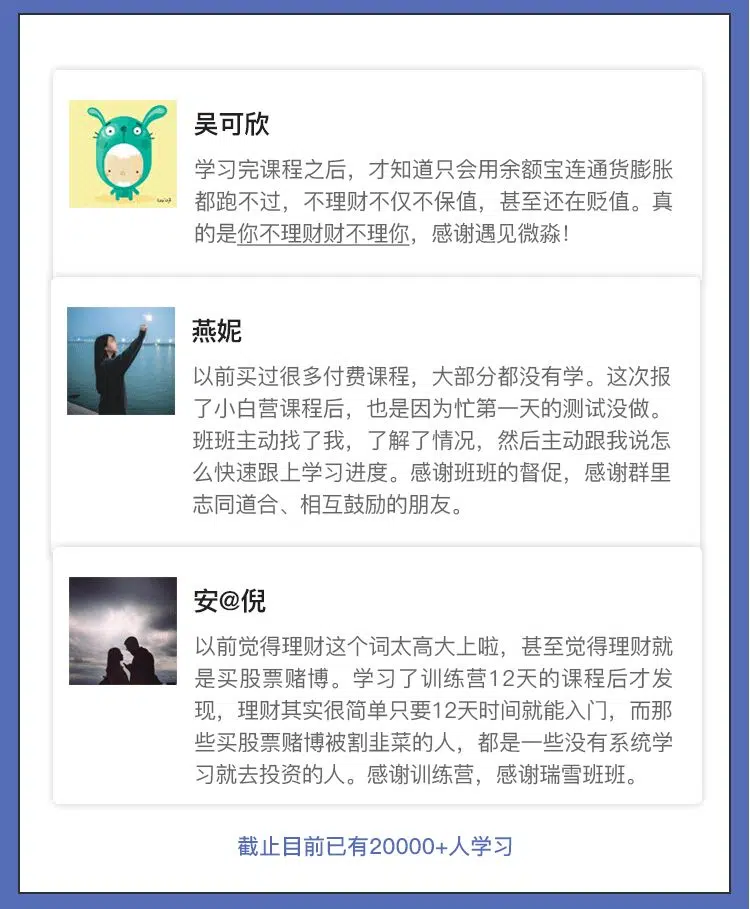 吴可欣
学习完课程之后，才知道只会用余额宝连通货膨胀
都跑不过，不理财不仅不保值，甚至还在贬值。真
的是你不理财财不理你，感谢遇见微淼！
燕妮
以前买过很多付费课程，大部分都没有学。这次报
了小白营课程后，也是因为忙第一天的测试没做。
班班主动找了我，了解了情况，然后主动跟我说怎
么快速跟上学习进度。感谢班班的督促，感谢群里
志同道合、相互鼓励的朋友。
安@倪
以前觉得理财这个词太高大上啦，甚至觉得理财就
是买股票赌博。学习了训练营12天的课程后才发
现，理财其实很简单只要12天时间就能入门，而那
些买股票赌博被割韭菜的人，都是一些没有系统学
习就去投资的人。感谢训练营，感谢瑞雪班班。
截止目前已有20000+人学习